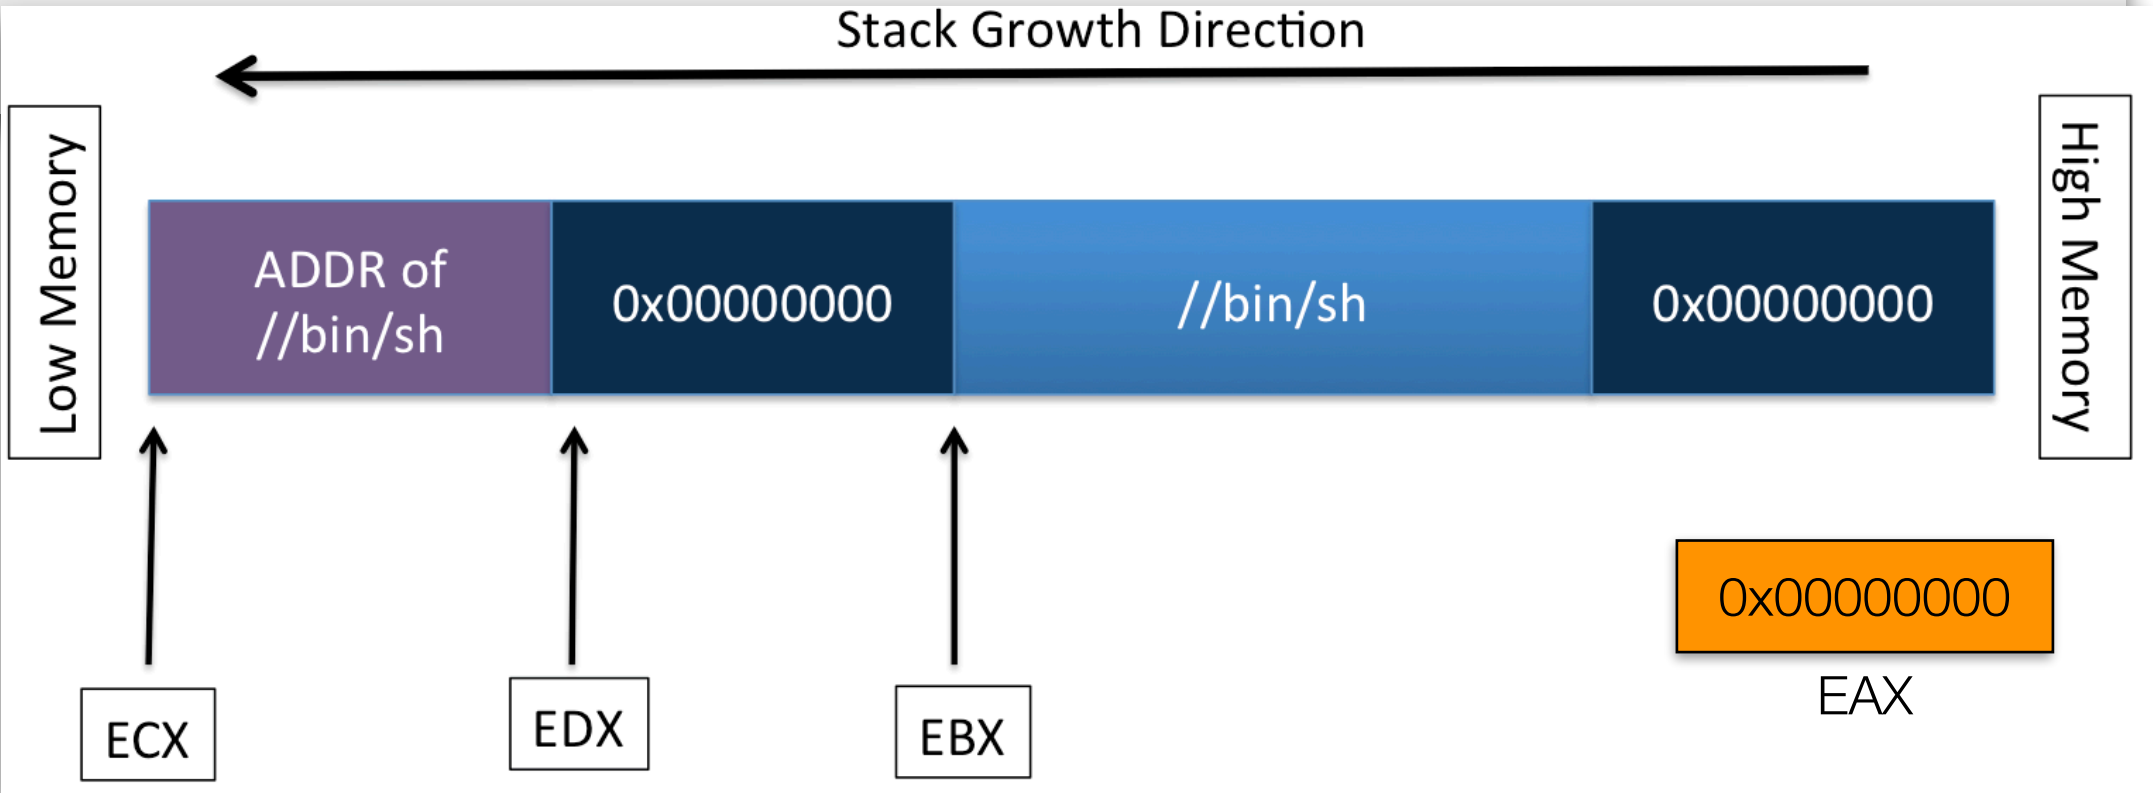 Stack Growth Direction
Low Memory
High Memory
ADDR of
//bin/sh
0x00000000
//bin/sh
0x00000000
0x00000000
EAX
ECX
EDX
EBX